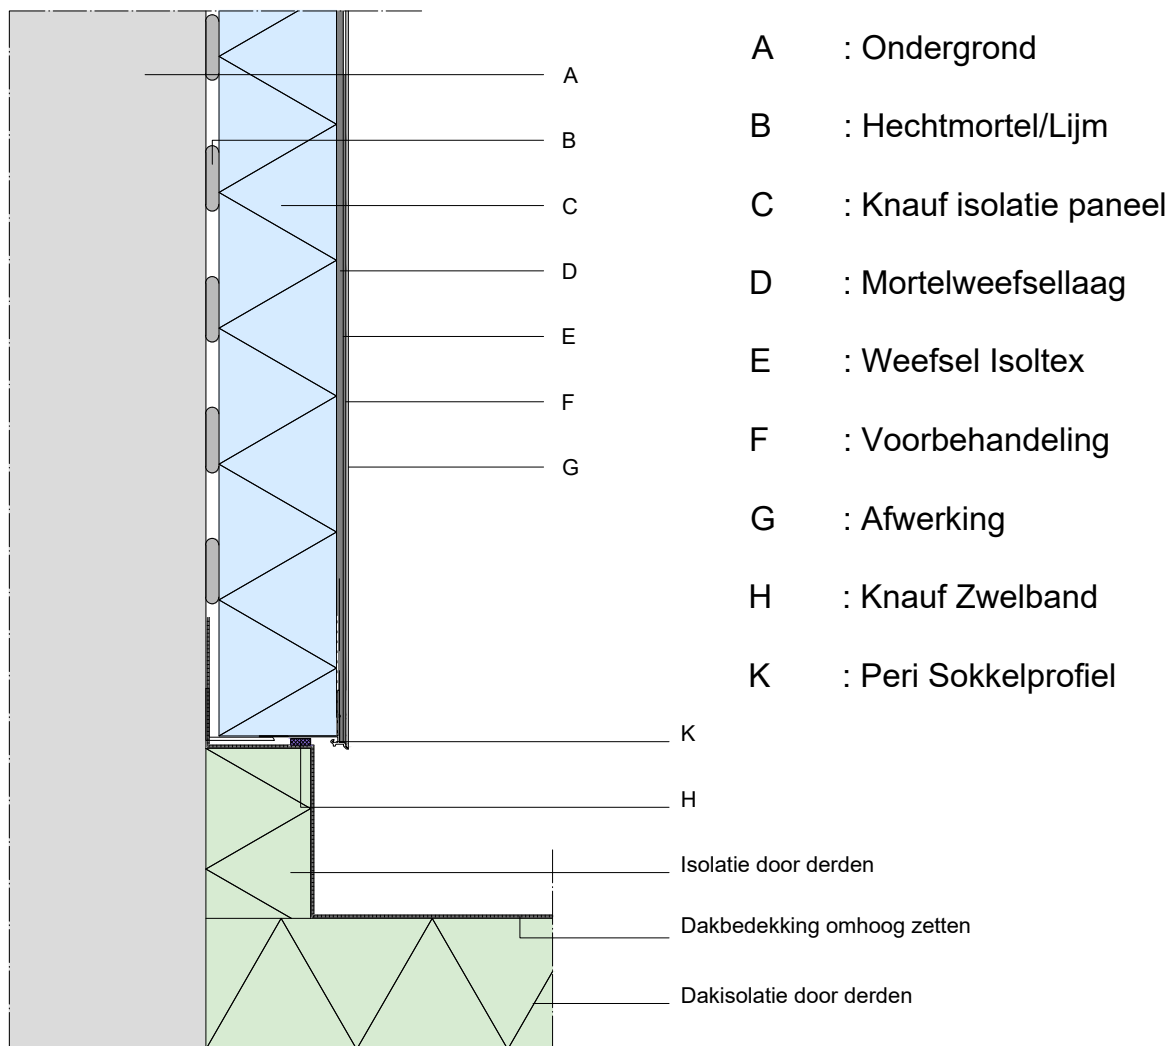 A : Ondergrond
B : Hechtmortel/Lijm
C : Knauf isolatie paneel
D : Mortelweefsellaag
E : Weefsel Isoltex
F : Voorbehandeling
G : Afwerking
H : Knauf Zwelband
K : Peri Sokkelprofiel
A
B
C
D
E
F
G
K
H
Isolatie door derden
Dakbedekking omhoog zetten
Dakisolatie door derden